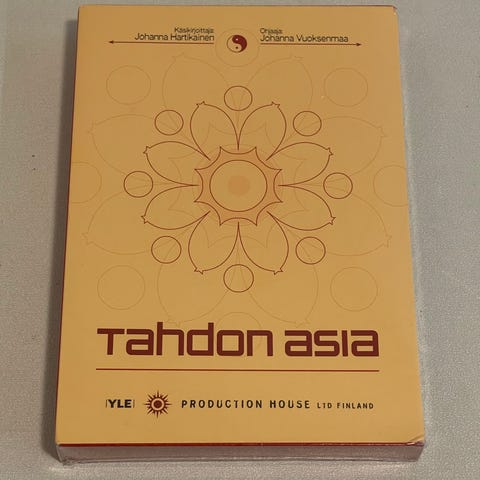 Käsikirjoittaja:
Johanna Hartikainen
Ohjaaja:
Johanna Vuoksenmaa
Tahdon asia
YLE PRODUCTION HOUSE LTD FINLAND